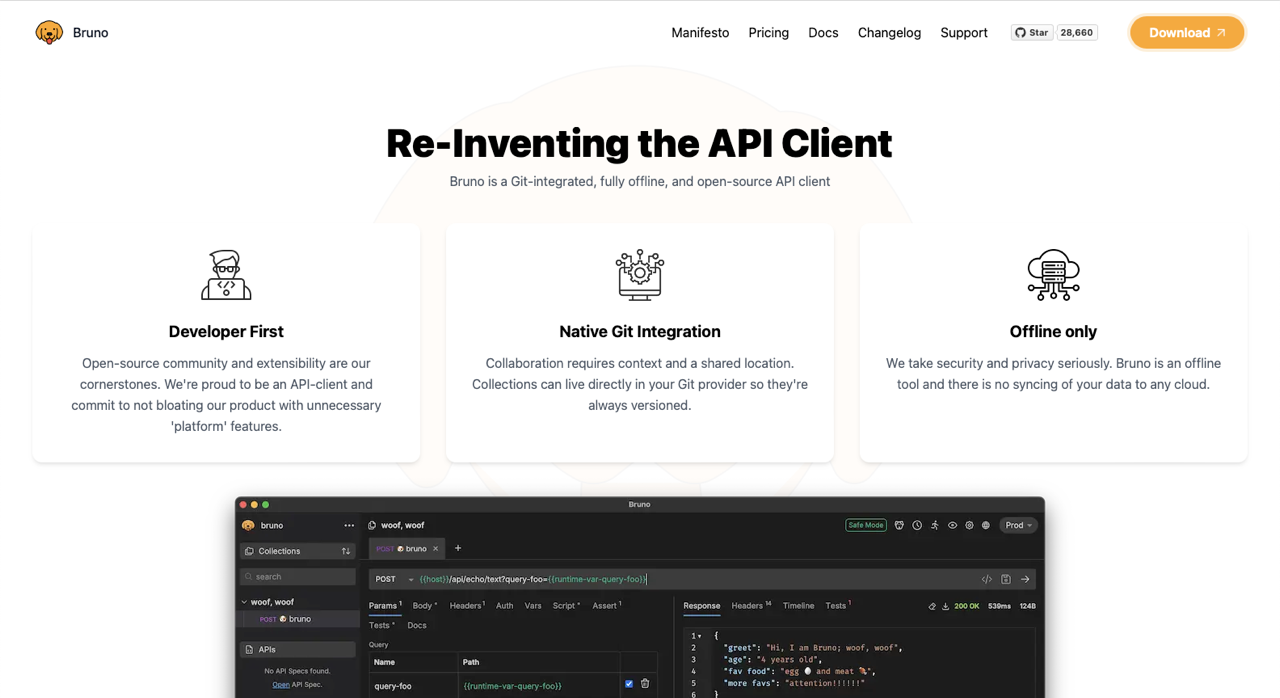 Bruno
Manifesto Pricing Docs Changelog Support Star 28,660 Download ↗
Re-Inventing the API Client
Bruno is a Git-integrated, fully offline, and open-source API client
Developer First
Open-source community and extensibility are our
cornerstones. We're proud to be an API-client and
commit to not bloating our product with unnecessary
'platform' features.
Native Git Integration
Collaboration requires context and a shared location.
Collections can live directly in your Git provider so they're
always versioned.
Offline only
We take security and privacy seriously. Bruno is an offline
tool and there is no syncing of your data to any cloud.
Bruno
bruno ···
Collections
search
woof, woof
POST 🐶 bruno
APIs
No API Specs found.
Open API Spec.
woof, woof
Safe Mode Prod
POST 🐶 bruno × +
POST {{host}}/api/echo/text?query-foo={{runtime-var-query-foo}}
Params 1 Body • Headers 1 Auth Vars Script • Assert 1
Tests • Docs
Query
Name Path
query-foo {{runtime-var-query-foo}}
Response Headers 14 Timeline Tests 1 200 OK 539ms 124B
1 {
2 "greet": "Hi, I am Bruno; woof, woof",
3 "age": "4 years old",
4 "fav food": "egg 🥚 and meat 🍖",
5 "more favs": "attention!!!!!!"
6 }